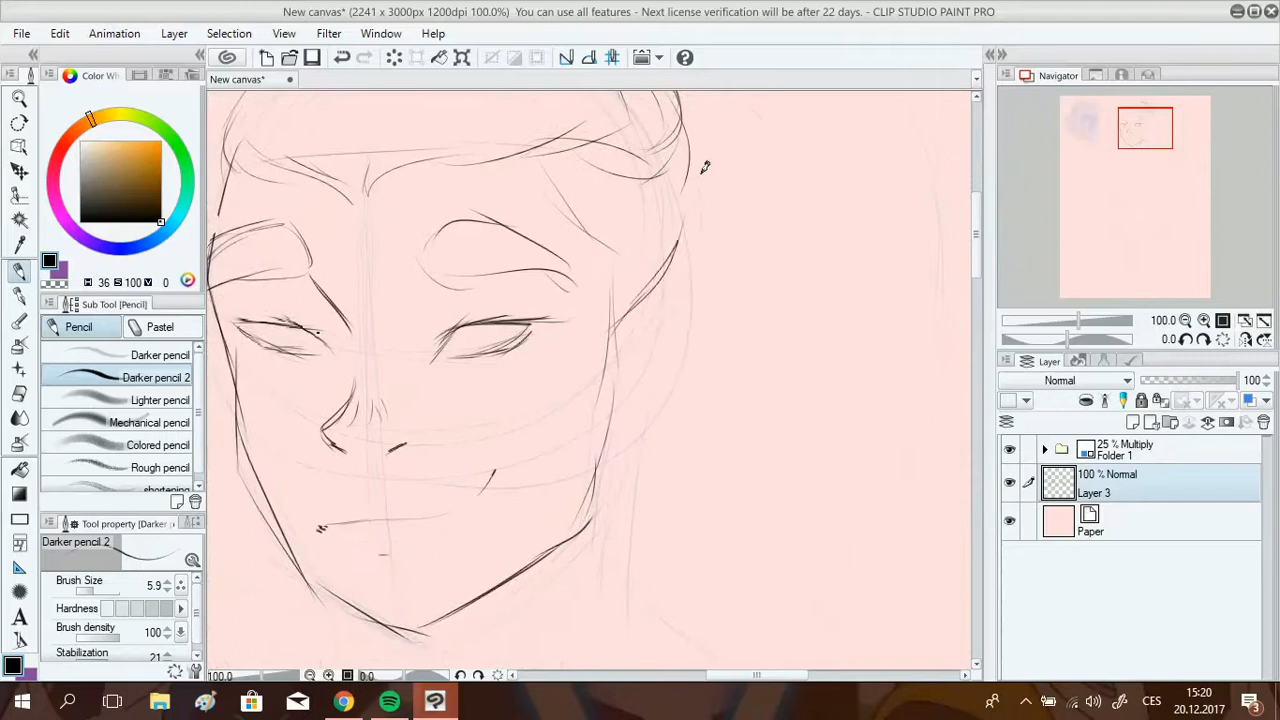 New canvas* (2241 x 3000px 1200dpi 100.0%) You can use all features - Next license verification will be after 22 days. - CLIP STUDIO PAINT PRO
File Edit Animation Layer Selection View Filter Window Help
Color Wh
New canvas*
Navigator
H 36 S 100 V 0
Sub Tool [Pencil]
Pencil Pastel
Darker pencil
Darker pencil 2
Lighter pencil
Mechanical pencil
Colored pencil
Rough pencil
shortening
Tool property [Darker
Darker pencil 2
Brush Size 5.9
Hardness
Brush density 100
Stabilization 21
100.0
0.0
Layer
Normal 100
25 % Multiply
Folder 1
100 % Normal
Layer 3
Paper
100.0 0.0
CES
15:20
20.12.2017
3